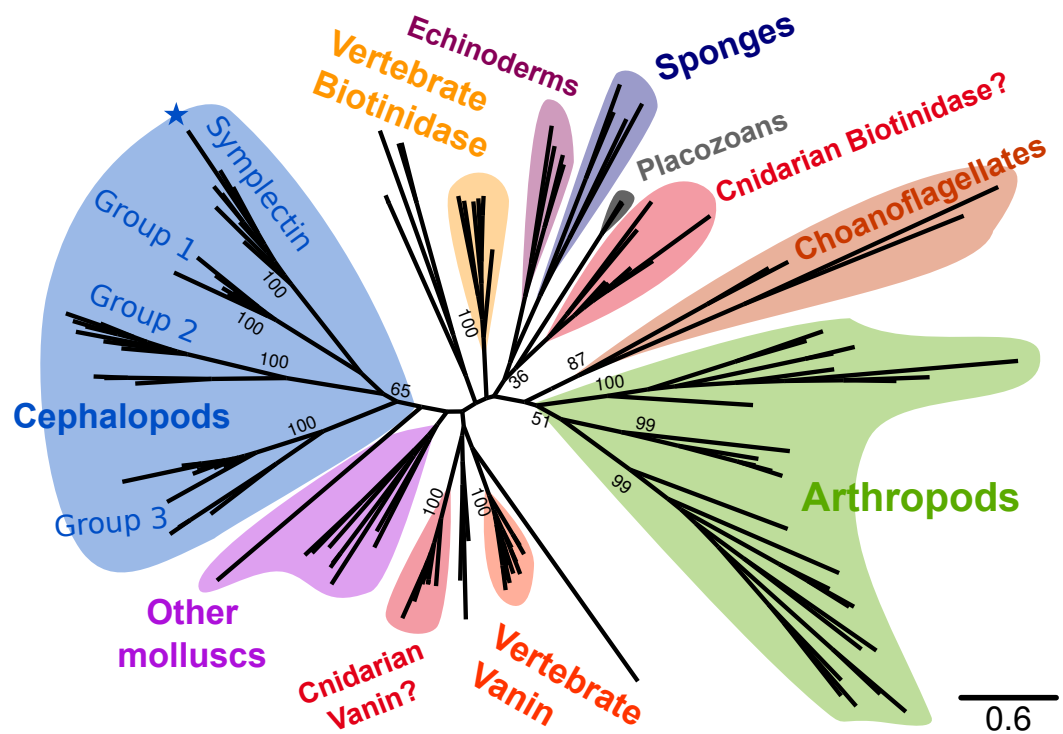 Echinoderms
Sponges
Vertebrate
Biotinidase
Placozoans
Cnidarian Biotinidase?
Choanoflagellates
Symplectin
Group 1
100
100
Group 2
100
100
65
Cephalopods
100
Group 3
36
87
100
51
99
99
Arthropods
100
100
Other
molluscs
Cnidarian
Vanin?
Vertebrate
Vanin
0.6